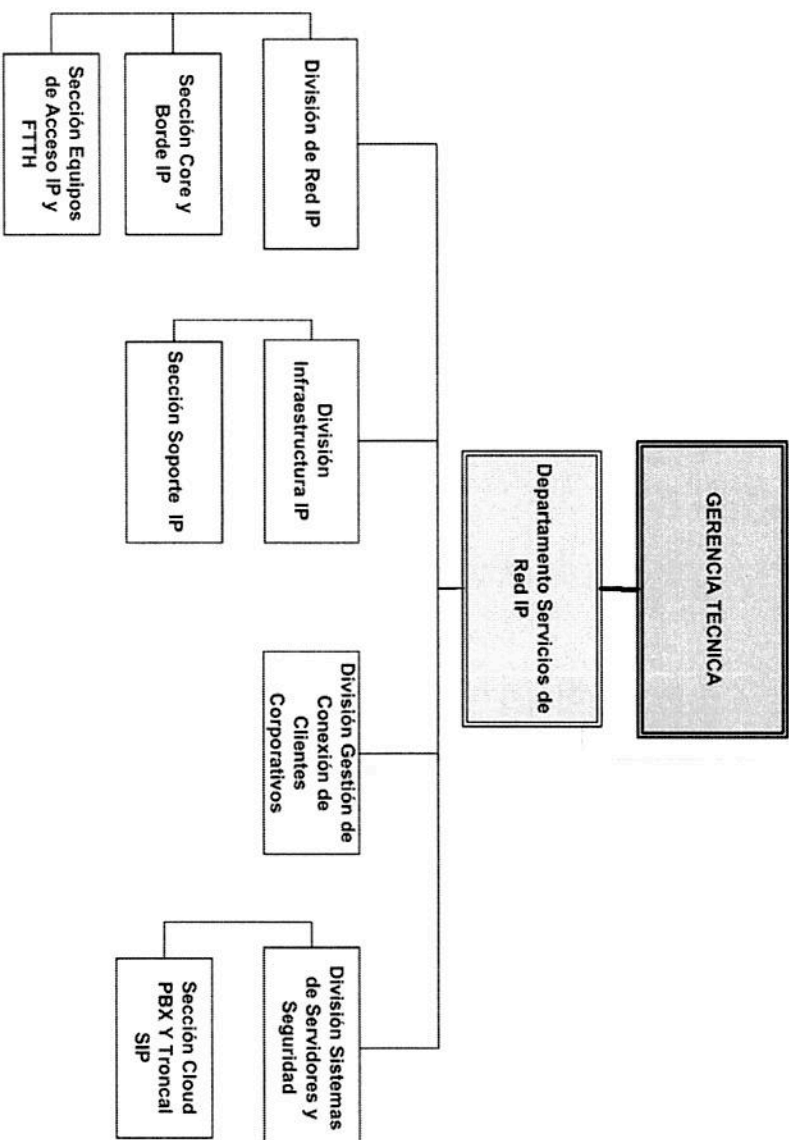 GERENCIA TECNICA
Departamento Servicios de
Red IP
División de Red IP
Sección Core y
Borde IP
Sección Equipos
de Acceso IP y
FTTH
División
Infraestructura IP
Sección Soporte IP
División Gestión de
Conexión de
Clientes
Corporativos
División Sistemas
de Servidores y
Seguridad
Sección Cloud
PBX Y Troncal
SIP